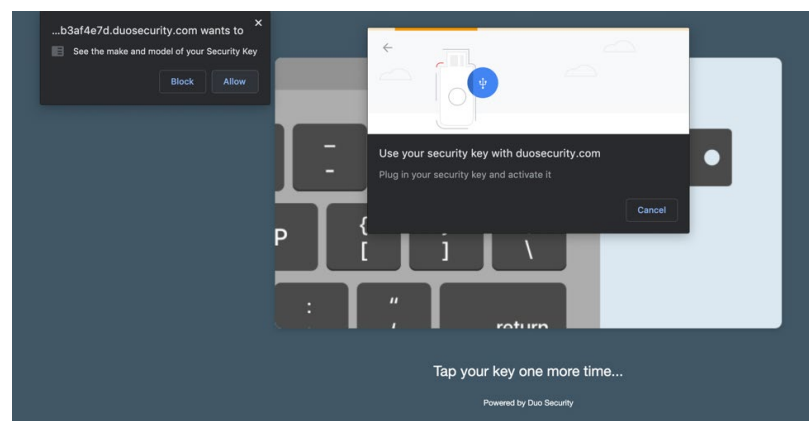 ...b3af4e7d.duosecurity.com wants to
×
See the make and model of your Security Key
Block
Allow
Use your security key with duosecurity.com
Plug in your security key and activate it
Cancel
–
-
P
{
[
]
\
:
"
return
Tap your key one more time...
Powered by Duo Security